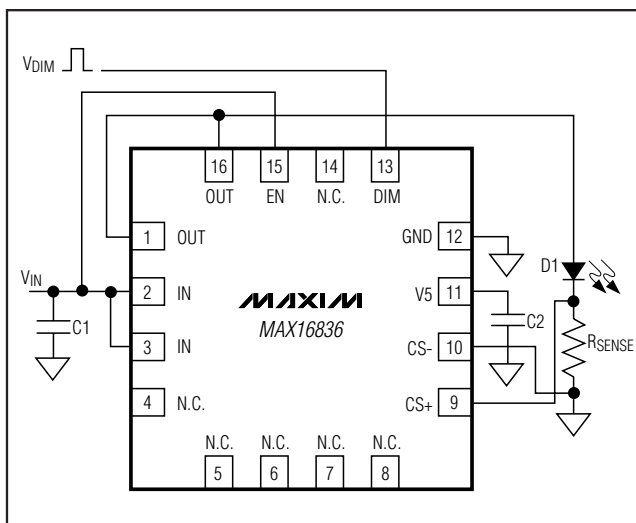 VDIM
16 15 14 13
OUT EN N.C. DIM
1 OUT
GND 12
D1
VIN
2 IN
V5 11
MAXIM
MAX16836
C1
C2
RSENSE
3 IN
CS- 10
4 N.C.
CS+ 9
N.C. N.C. N.C. N.C.
5 6 7 8